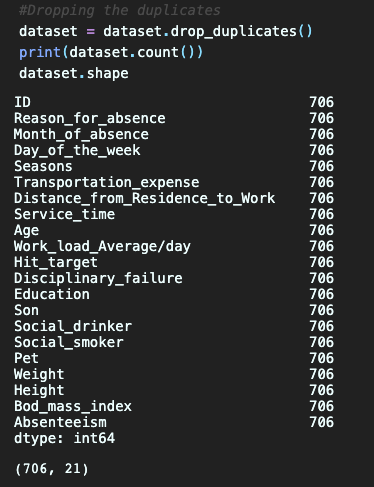 #Dropping the duplicates
dataset = dataset.drop_duplicates()
print(dataset.count())
dataset.shape
ID 706
Reason_for_absence 706
Month_of_absence 706
Day_of_the_week 706
Seasons 706
Transportation_expense 706
Distance_from_Residence_to_Work 706
Service_time 706
Age 706
Work_load_Average/day 706
Hit_target 706
Disciplinary_failure 706
Education 706
Son 706
Social_drinker 706
Social_smoker 706
Pet 706
Weight 706
Height 706
Bod_mass_index 706
Absenteeism 706
dtype: int64
(706, 21)